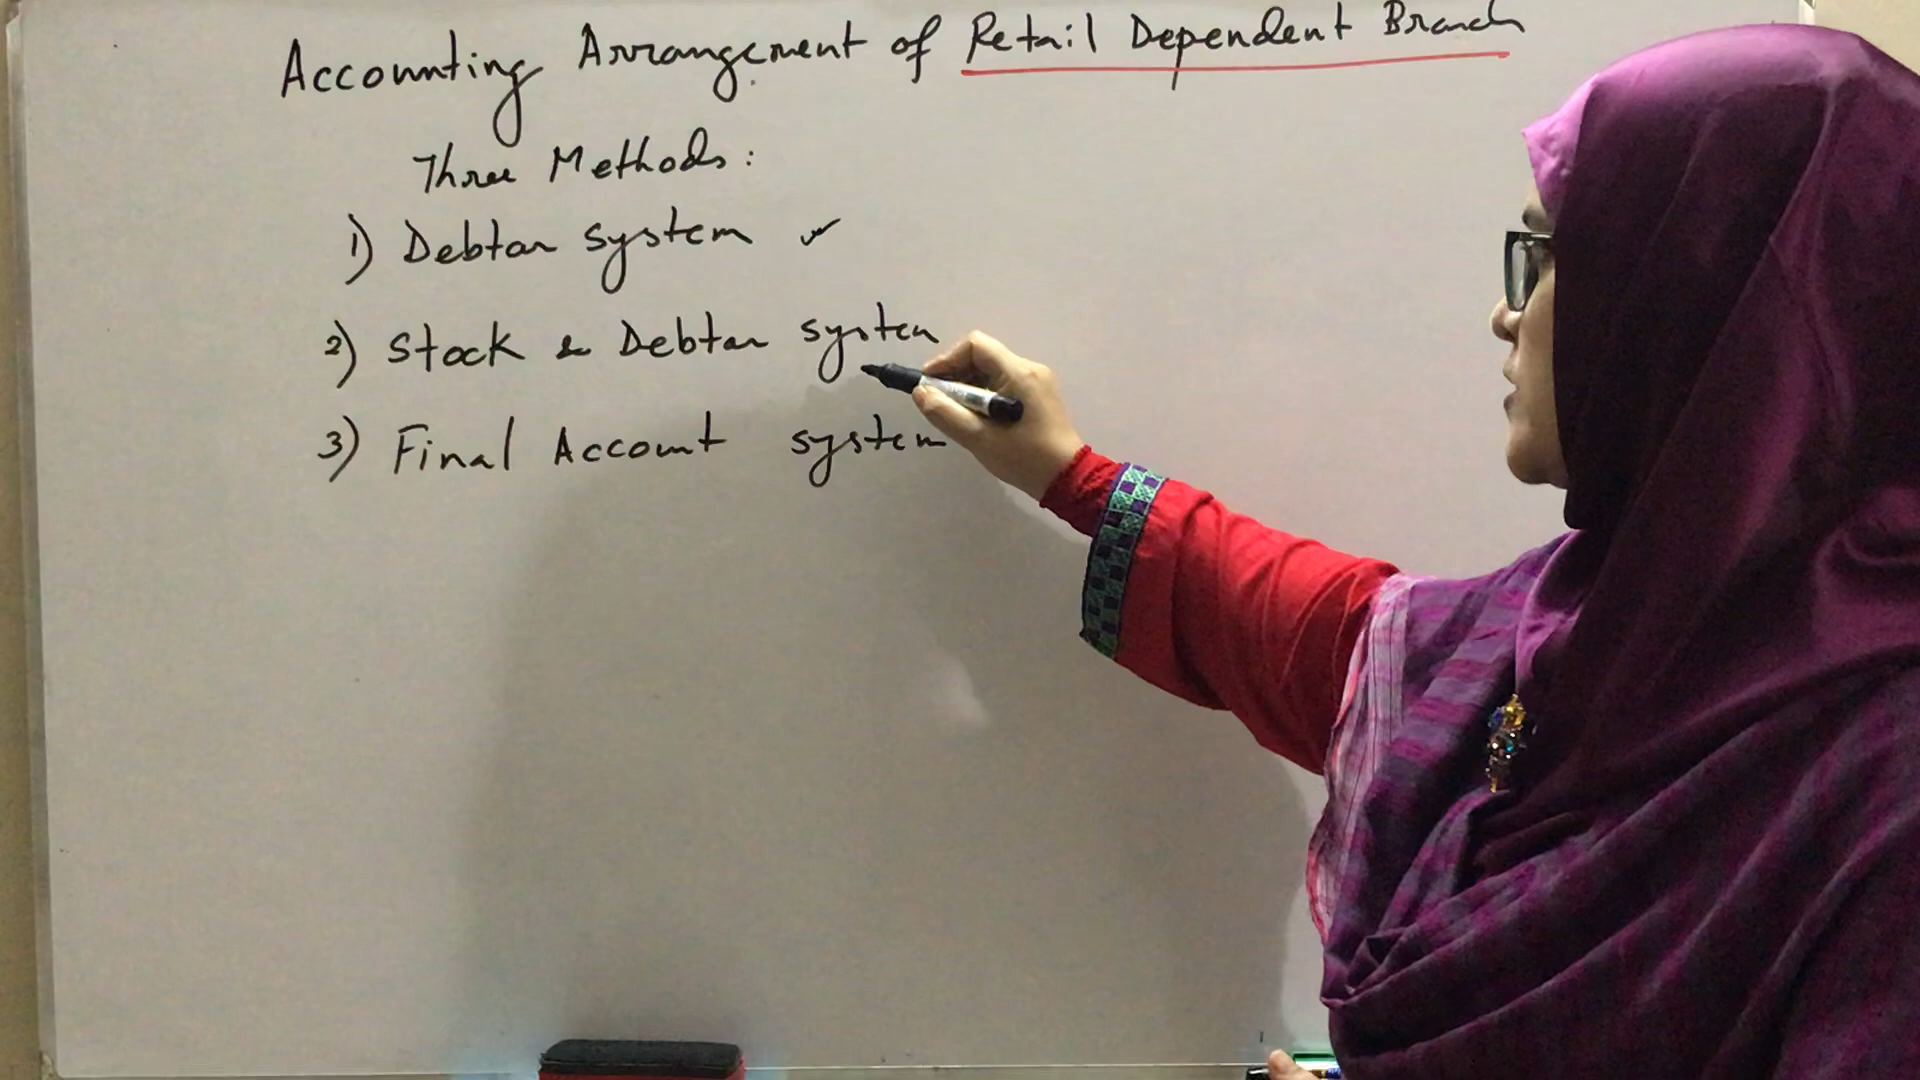 Accounting Arrangement of Retail Dependent Branch
Three Methods:
1) Debtor system ✓
2) Stock & Debtor system
3) Final Account system